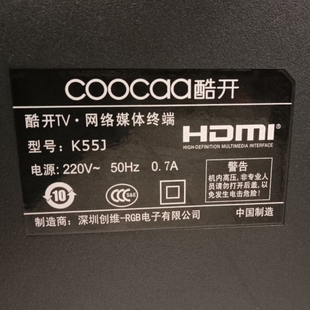 coocaa酷开
酷开TV·网络媒体终端
型号: K55J
电源: 220V~ 50Hz 0.7A
HDMI
HIGH-DEFINITION MULTIMEDIA INTERFACE
10
CCC
警告
机内高压,非专业人
员请勿打开后盖,以
免发生电击危险!
制造商: 深圳创维-RGB电子有限公司
中国制造